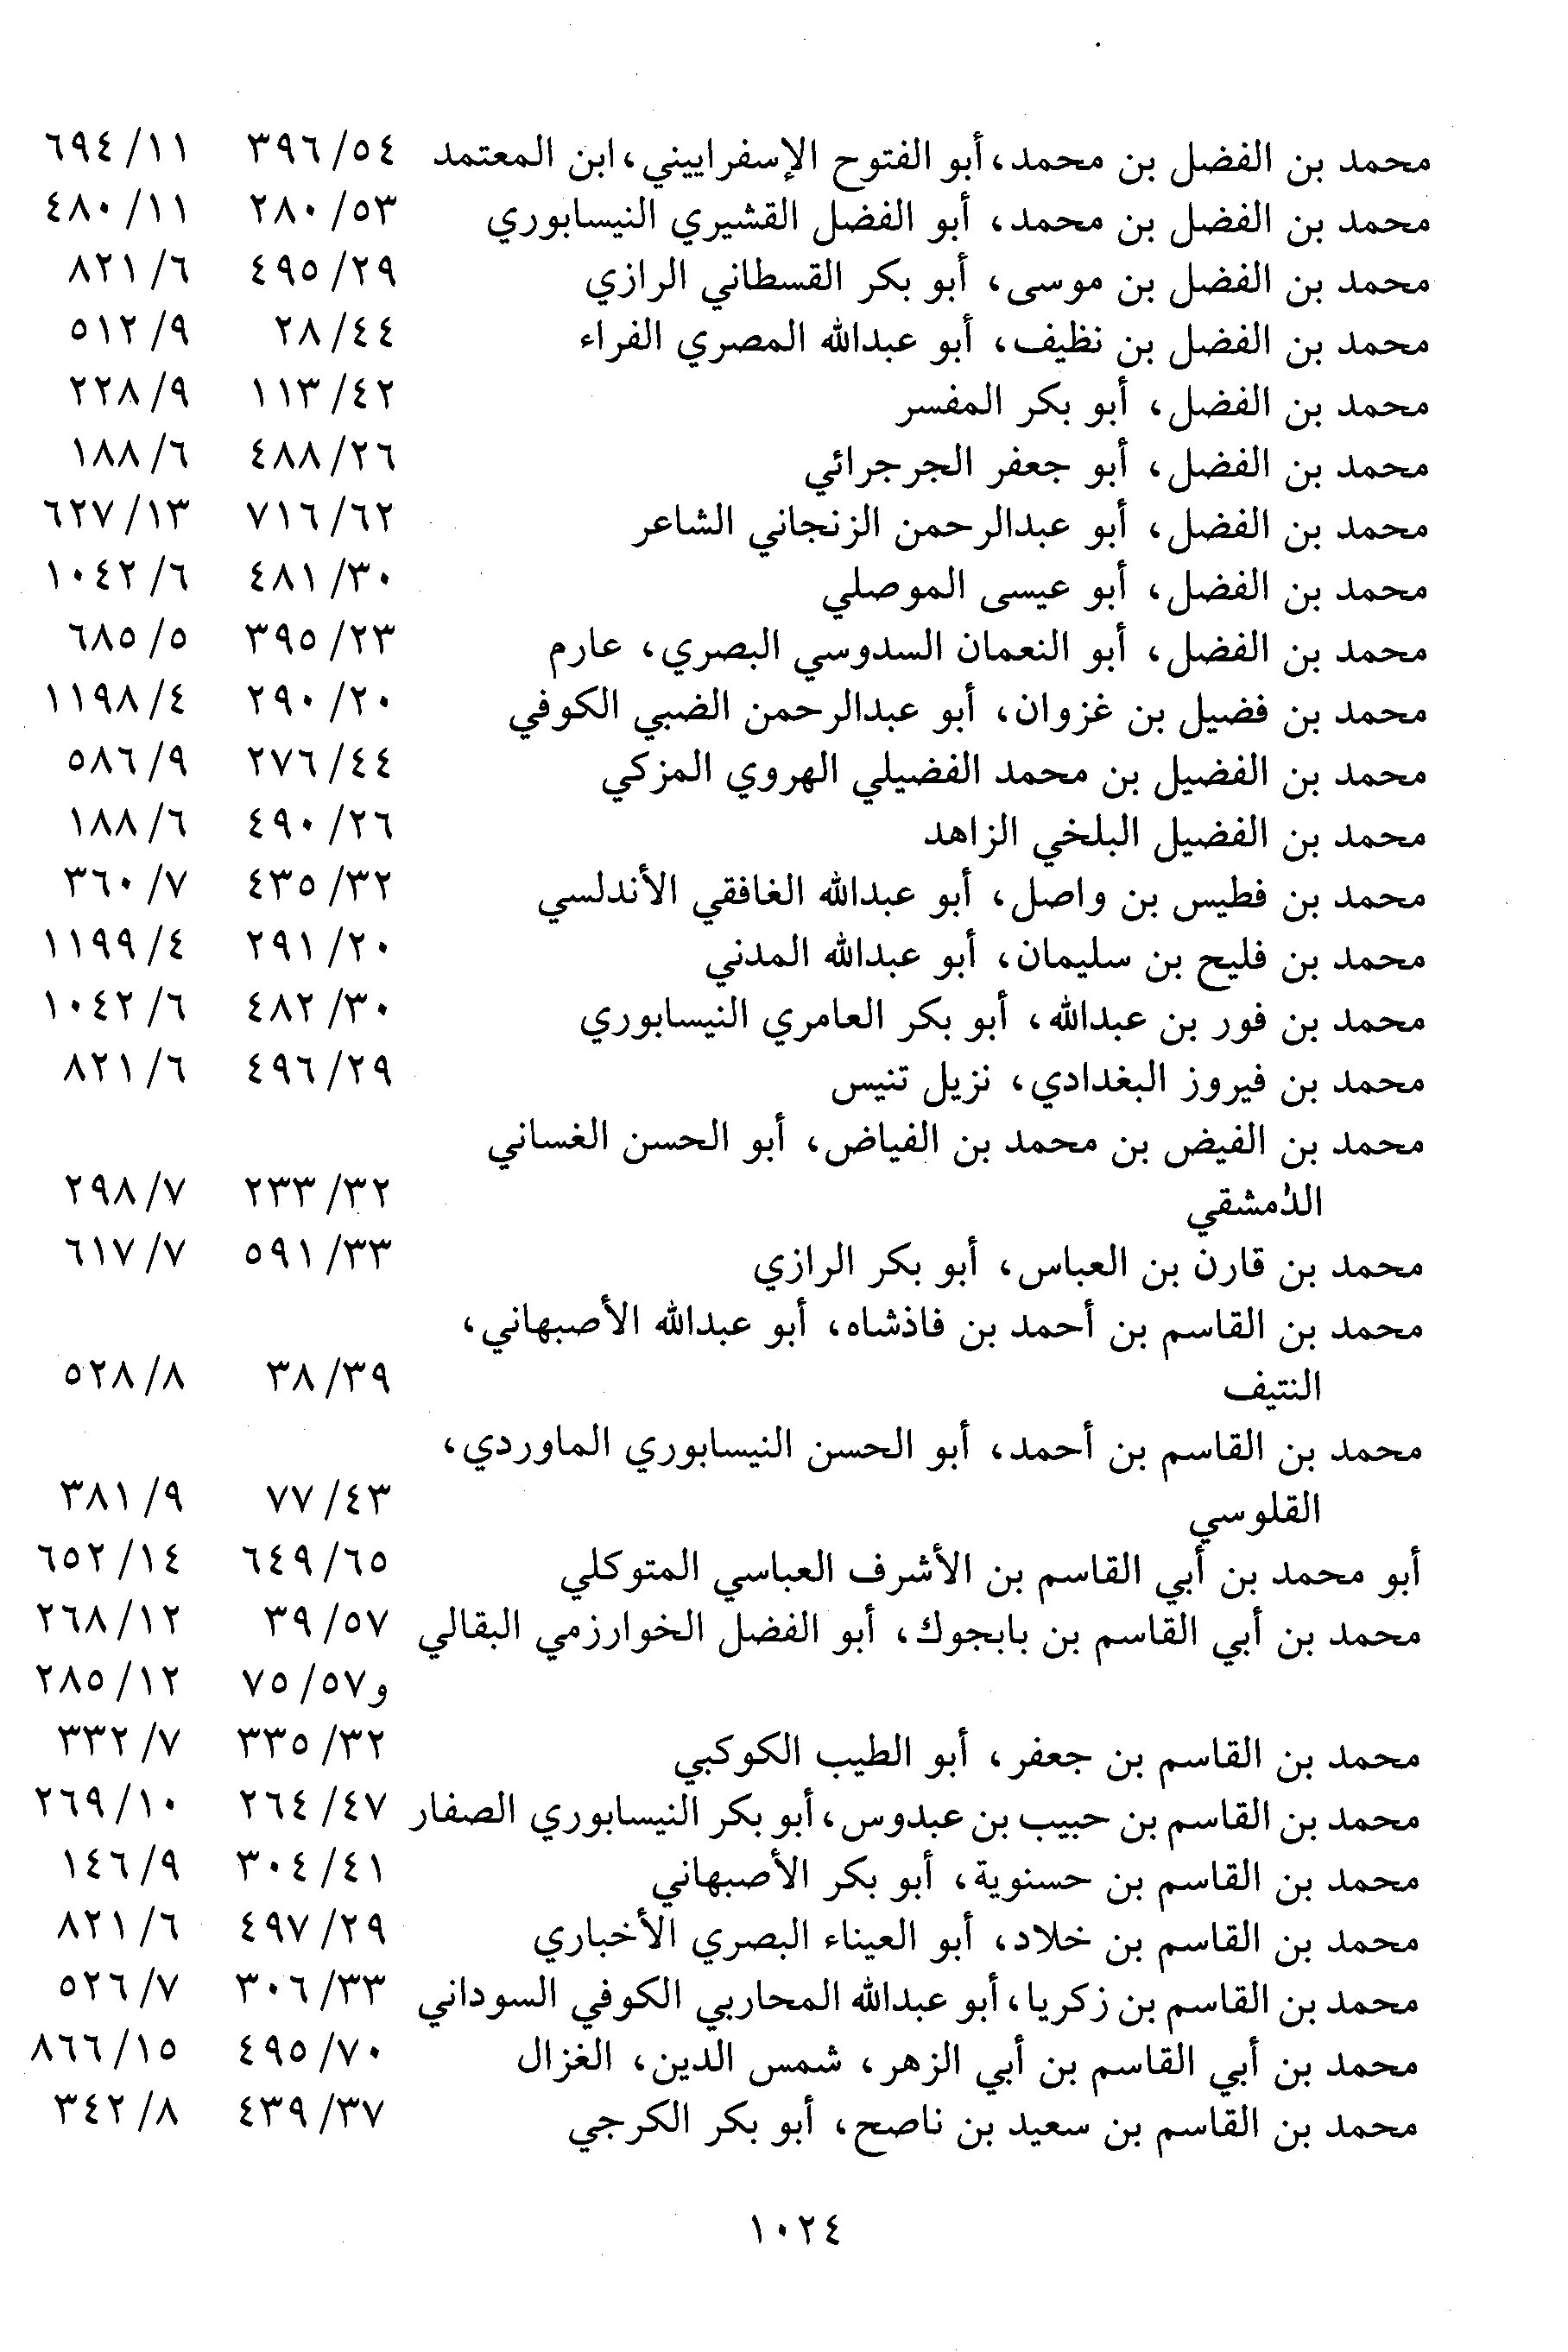 محمد بن الفضل بن محمد، أبو الفتوح الإسفراييني، ابن المعتمد ٣٩٦/٥٤ ٦٩٤/١١
محمد بن الفضل بن محمد، أبو الفضل القشيري النيسابوري ٢٨٠/٥٣ ٤٨٠/١١
محمد بن الفضل بن موسى، أبو بكر القسطاني الرازي ٤٩٥/٢٩ ٨٢١/٦
محمد بن الفضل بن نظيف، أبو عبدالله المصري الفراء ٢٨/٤٤ ٥١٢/٩
محمد بن الفضل، أبو بكر المفسر ١١٣/٤٢ ٢٢٨/٩
محمد بن الفضل، أبو جعفر الجرجرائي ٤٨٨/٢٦ ١٨٨/٦
محمد بن الفضل، أبو عبدالرحمن الزنجاني الشاعر ٧١٦/٦٢ ٦٢٧/١٣
محمد بن الفضل، أبو عيسى الموصلي ٤٨١/٣٠ ١٠٤٢/٦
محمد بن الفضل، أبو النعمان السدوسي البصري، عارم ٣٩٥/٢٣ ٦٨٥/٥
محمد بن فضيل بن غزوان، أبو عبدالرحمن الضبي الكوفي ٢٩٠/٢٠ ١١٩٨/٤
محمد بن الفضيل بن محمد الفضيلي الهروي المزكي ٢٧٦/٤٤ ٥٨٦/٩
محمد بن الفضيل البلخي الزاهد ٤٩٠/٢٦ ١٨٨/٦
محمد بن فطيس بن واصل، أبو عبدالله الغافقي الأندلسي ٤٣٥/٣٢ ٣٦٠/٧
محمد بن فليح بن سليمان، أبو عبدالله المدني ٢٩١/٢٠ ١١٩٩/٤
محمد بن فور بن عبدالله، أبو بكر العامري النيسابوري ٤٨٢/٣٠ ١٠٤٢/٦
محمد بن فيروز البغدادي، نزيل تنيس ٤٩٦/٢٩ ٨٢١/٦
محمد بن الفيض بن محمد بن الفياض، أبو الحسن الغساني
الدمشقي ٢٣٣/٣٢ ٢٩٨/٧
محمد بن قارن بن العباس، أبو بكر الرازي ٥٩١/٣٣ ٦١٧/٧
محمد بن القاسم بن أحمد بن فاذشاه، أبو عبدالله الأصبهاني،
النتيف ٣٨/٣٩ ٥٢٨/٨
محمد بن القاسم بن أحمد، أبو الحسن النيسابوري الماوردي،
القلوسي ٧٧/٤٣ ٣٨١/٩
أبو محمد بن أبي القاسم بن الأشرف العباسي المتوكلي ٦٤٩/٦٥ ٦٥٢/١٤
محمد بن أبي القاسم بن بابجوك، أبو الفضل الخوارزمي البقالي ٣٩/٥٧ ٢٦٨/١٢
و٧٥/٥٧ ٢٨٥/١٢
محمد بن القاسم بن جعفر، أبو الطيب الكوكبي ٣٣٥/٣٢ ٣٣٢/٧
محمد بن القاسم بن حبيب بن عبدوس، أبو بكر النيسابوري الصفار ٢٦٤/٤٧ ٢٦٩/١٠
محمد بن القاسم بن حسنوية، أبو بكر الأصبهاني ٣٠٤/٤١ ١٤٦/٩
محمد بن القاسم بن خلاد، أبو العيناء البصري الأخباري ٤٩٧/٢٩ ٨٢١/٦
محمد بن القاسم بن زكريا، أبو عبدالله المحاربي الكوفي السوداني ٣٠٦/٣٣ ٥٢٦/٧
محمد بن أبي القاسم بن أبي الزهر، شمس الدين، الغزال ٤٩٥/٧٠ ٨٦٦/١٥
محمد بن القاسم بن سعيد بن ناصح، أبو بكر الكرجي ٤٣٩/٣٧ ٣٤٢/٨
١٠٢٤